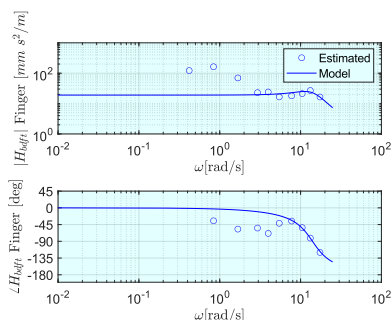 |H_bdft| Finger [mm s²/m]
10²
10⁰
Estimated
Model
10⁻² 10⁻¹ 10⁰ 10¹ 10²
ω[rad/s]
∠H_bdft Finger [deg]
45
0
-45
-90
-135
-180
10⁻² 10⁻¹ 10⁰ 10¹ 10²
ω[rad/s]